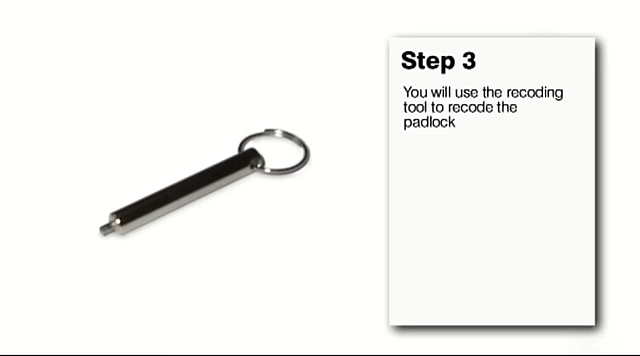 Step 3
You will use the recoding
tool to recode the
padlock